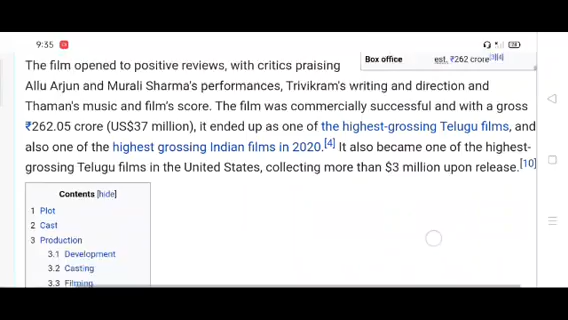 9:35
Box office est. ₹262 crore[3][4]
The film opened to positive reviews, with critics praising
Allu Arjun and Murali Sharma's performances, Trivikram's writing and direction and
Thaman's music and film's score. The film was commercially successful and with a gross
₹262.05 crore (US$37 million), it ended up as one of the highest-grossing Telugu films, and
also one of the highest grossing Indian films in 2020.[4] It also became one of the highest-
grossing Telugu films in the United States, collecting more than $3 million upon release.[10]
Contents [hide]
1 Plot
2 Cast
3 Production
3.1 Development
3.2 Casting
3.3 Filming